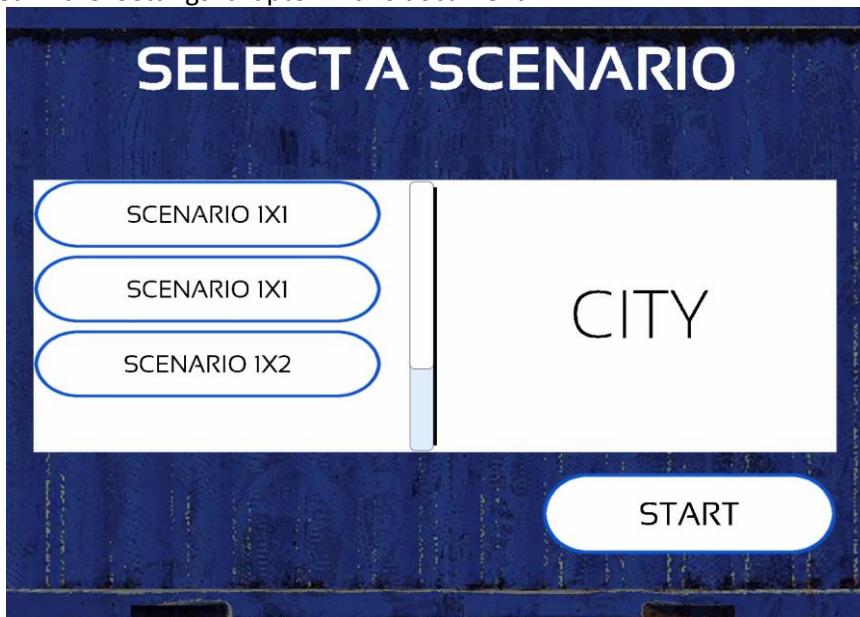 SELECT A SCENARIO
SCENARIO 1X1
SCENARIO 1X1
SCENARIO 1X2
CITY
START